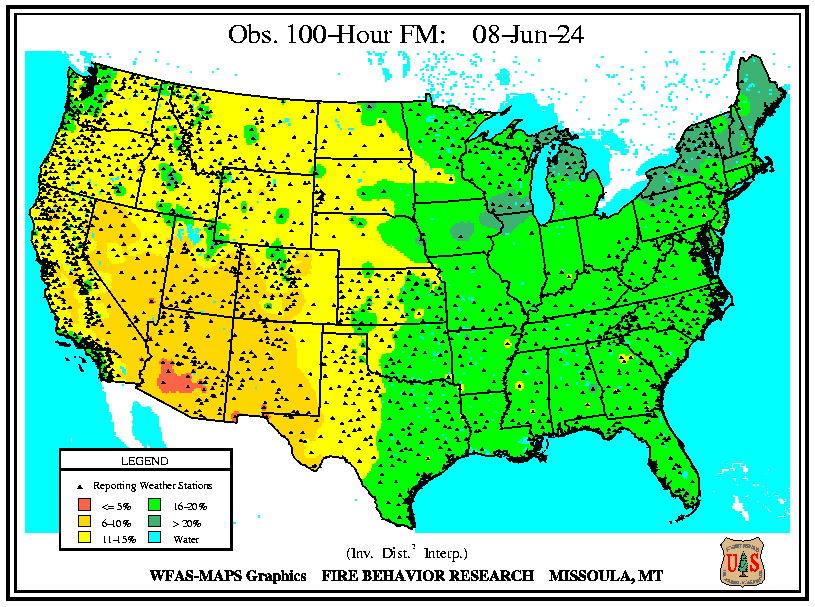 Obs. 100-Hour FM: 08-Jun-24
LEGEND
Reporting Weather Stations
<= 5% 16-20%
6-10% > 20%
11-15% Water
(Inv. Dist.² Interp.)
WFAS-MAPS Graphics FIRE BEHAVIOR RESEARCH MISSOULA, MT
U S